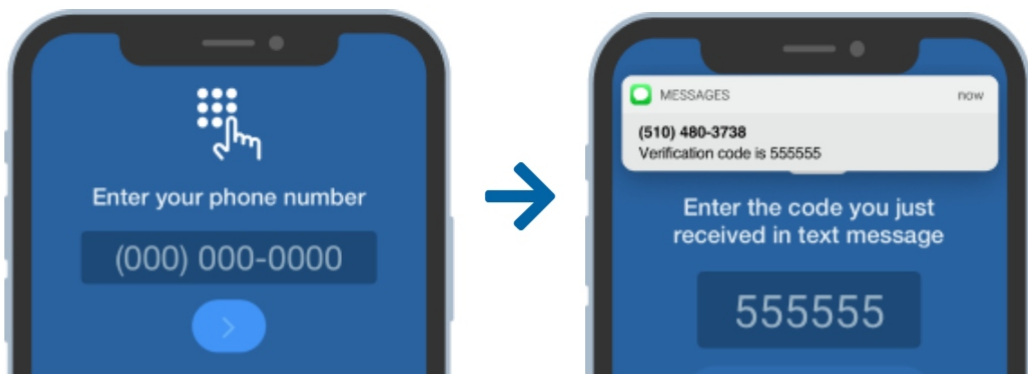 Enter your phone number
(000) 000-0000
MESSAGES now
(510) 480-3738
Verification code is 555555
Enter the code you just
received in text message
555555